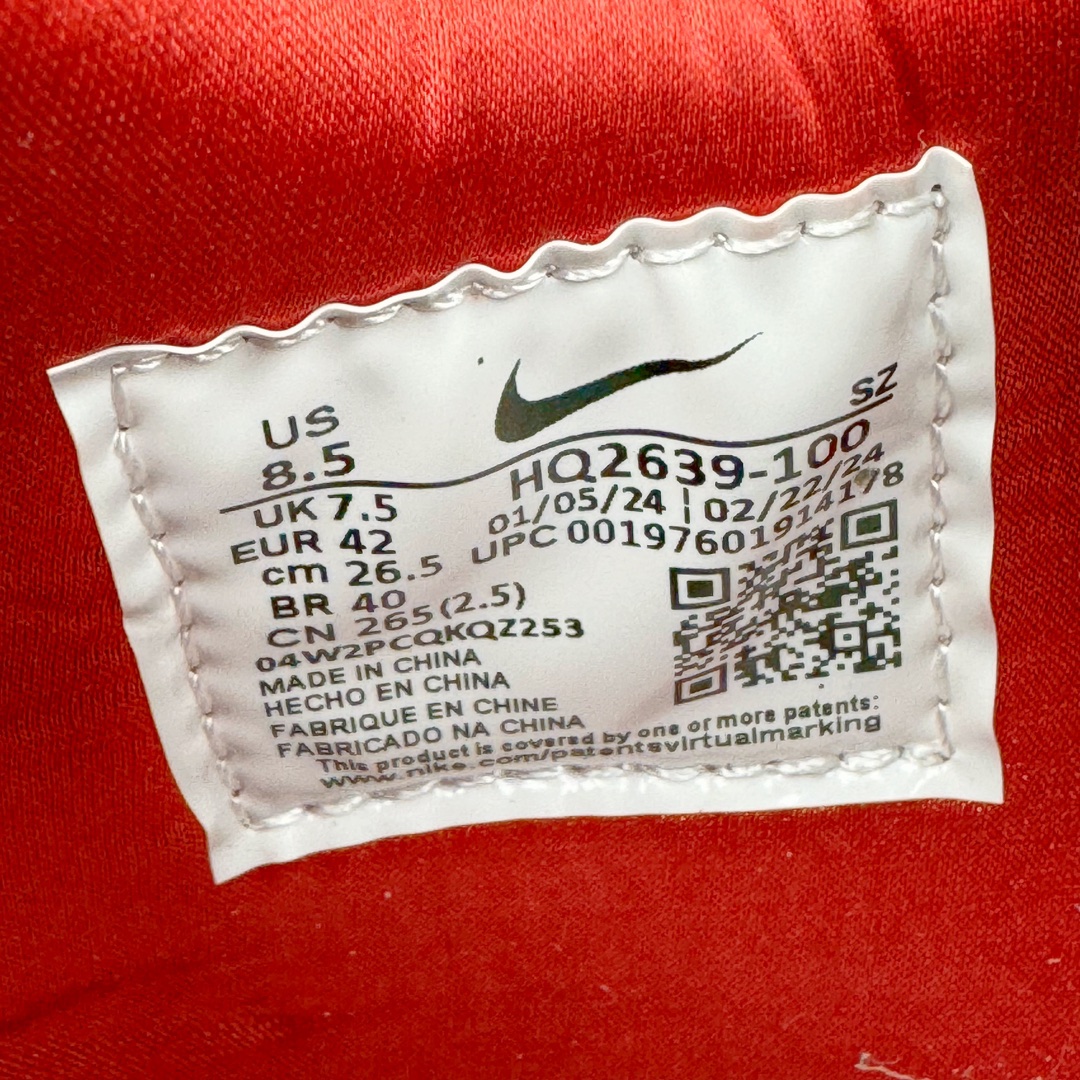 US
8.5
SZ
HQ2639-100
UK 7.5
01/05/24 | 02/22/24
EUR 42
UPC 00197601914178
cm 26.5
BR 40
CN 265(2.5)
04W2PCQKQZ253
MADE IN CHINA
HECHO EN CHINA
FABRIQUE EN CHINE
FABRICADO NA CHINA
This product is covered by one or more patents:
www.nike.com/patentsvirtualmarking